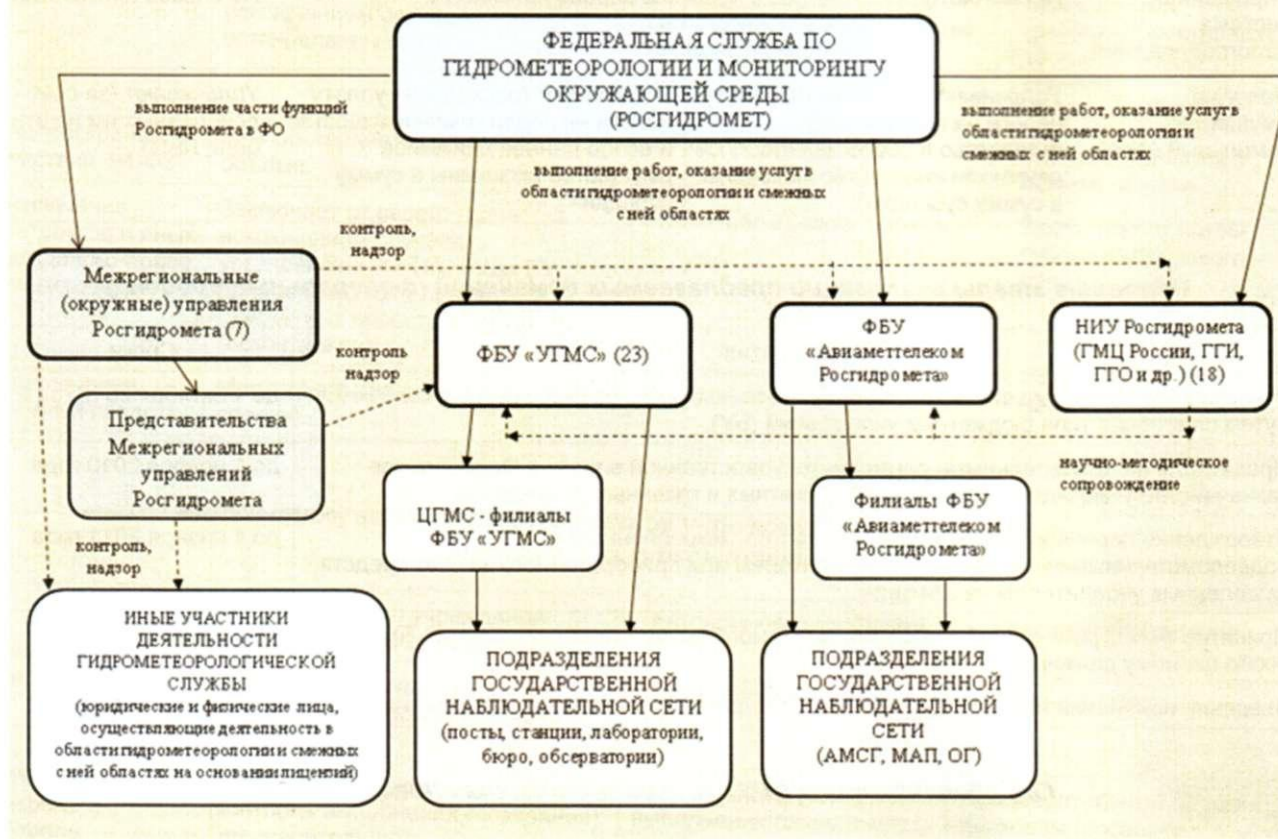 ФЕДЕРАЛЬНАЯ СЛУЖБА ПО
ГИДРОМЕТЕОРОЛОГИИ И МОНИТОРИНГУ
ОКРУЖАЮЩЕЙ СРЕДЫ
(РОСГИДРОМЕТ)
выполнение части функций
Росгидромета в ФО
выполнение работ, оказание услуг в
области гидрометеорологии и
смежных с ней областях
выполнение работ, оказание услуг в
области гидрометеорологии и смежных
с ней областях
контроль,
надзор
Межрегиональные
(окружные) управления
Росгидромета (7)
ФБУ «УГМС» (23)
ФБУ
«Авиаметтелеком
Росгидромета»
НИУ Росгидромета
(ГМЦ России, ГГИ,
ГГО и др.) (18)
контроль
надзор
Представительства
Межрегиональных
управлений
Росгидромета
научно-методическое
сопровождение
ЦГМС - филиалы
ФБУ «УГМС»
Филиалы ФБУ
«Авиаметтелеком
Росгидромета»
контроль,
надзор
ИНЫЕ УЧАСТНИКИ
ДЕЯТЕЛЬНОСТИ
ГИДРОМЕТЕОРОЛОГИЧЕСКОЙ
СЛУЖБЫ
(юридические и физические лица,
осуществляющие деятельность в
области гидрометеорологии и смежных
с ней областях на основании лицензий)
ПОДРАЗДЕЛЕНИЯ
ГОСУДАРСТВЕННОЙ
НАБЛЮДАТЕЛЬНОЙ СЕТИ
(посты, станции, лаборатории,
бюро, обсерватории)
ПОДРАЗДЕЛЕНИЯ
ГОСУДАРСТВЕННОЙ
НАБЛЮДАТЕЛЬНОЙ
СЕТИ
(АМСГ, МАП, ОГ)